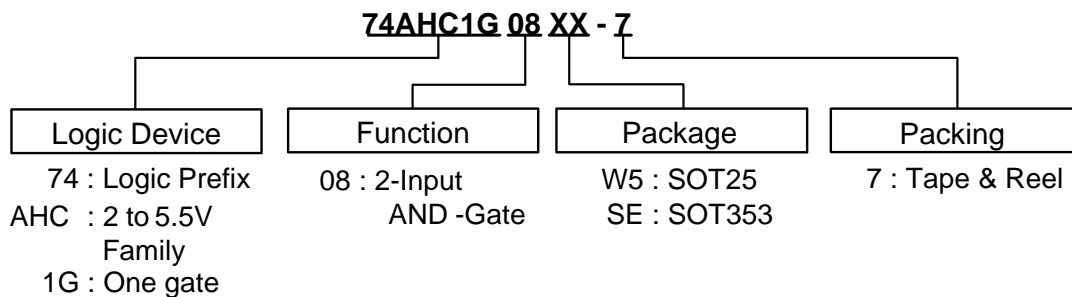 74AHC1G 08 XX - 7
Logic Device
74 : Logic Prefix
AHC : 2 to 5.5V
Family
1G : One gate
Function
08 : 2-Input
AND -Gate
Package
W5 : SOT25
SE : SOT353
Packing
7 : Tape & Reel